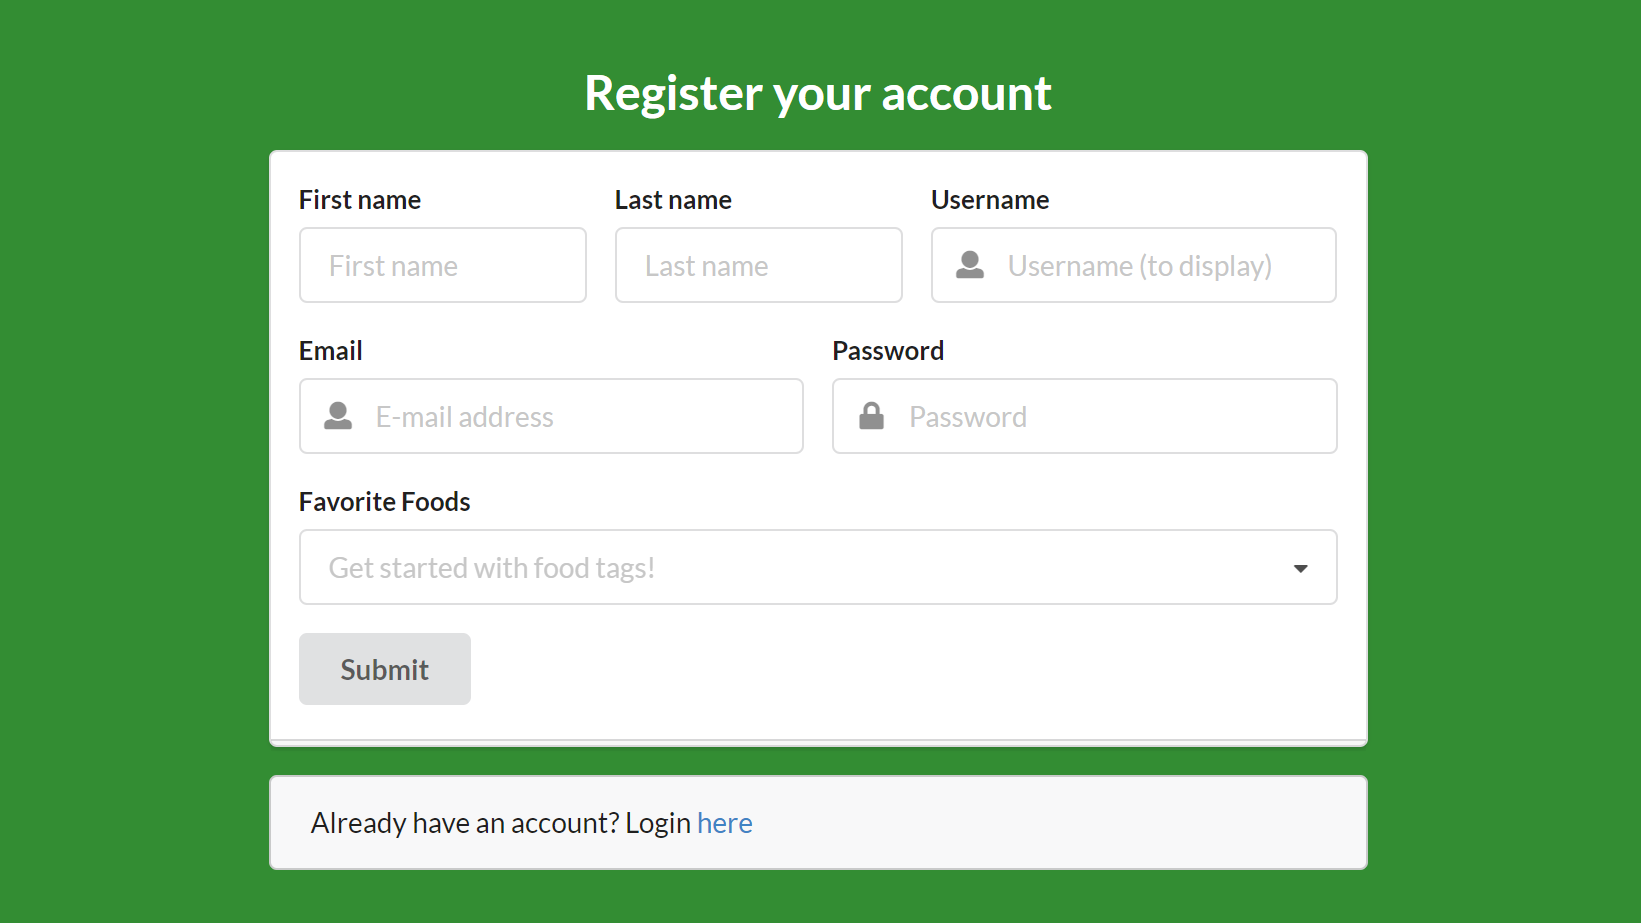 Register your account
First name
Last name
Username
First name
Last name
Username (to display)
Email
Password
E-mail address
Password
Favorite Foods
Get started with food tags!
Submit
Already have an account? Login here